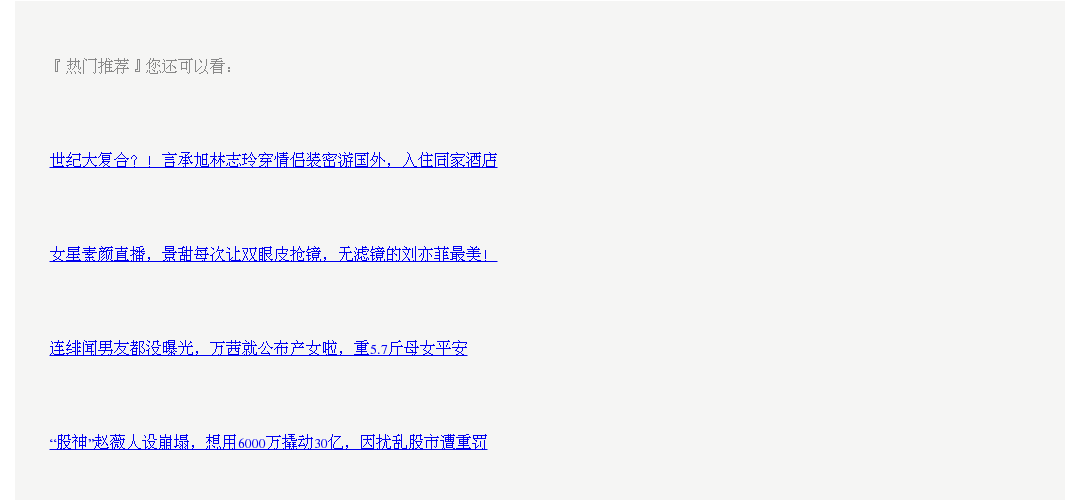 『 热门推荐 』您还可以看：
世纪大复合？！言承旭林志玲穿情侣装密游国外，入住同家酒店
女星素颜直播，景甜每次让双眼皮抢镜，无滤镜的刘亦菲最美！
连绯闻男友都没曝光，万茜就公布产女啦，重5.7斤母女平安
“股神”赵薇人设崩塌，想用6000万撬动30亿，因扰乱股市遭重罚